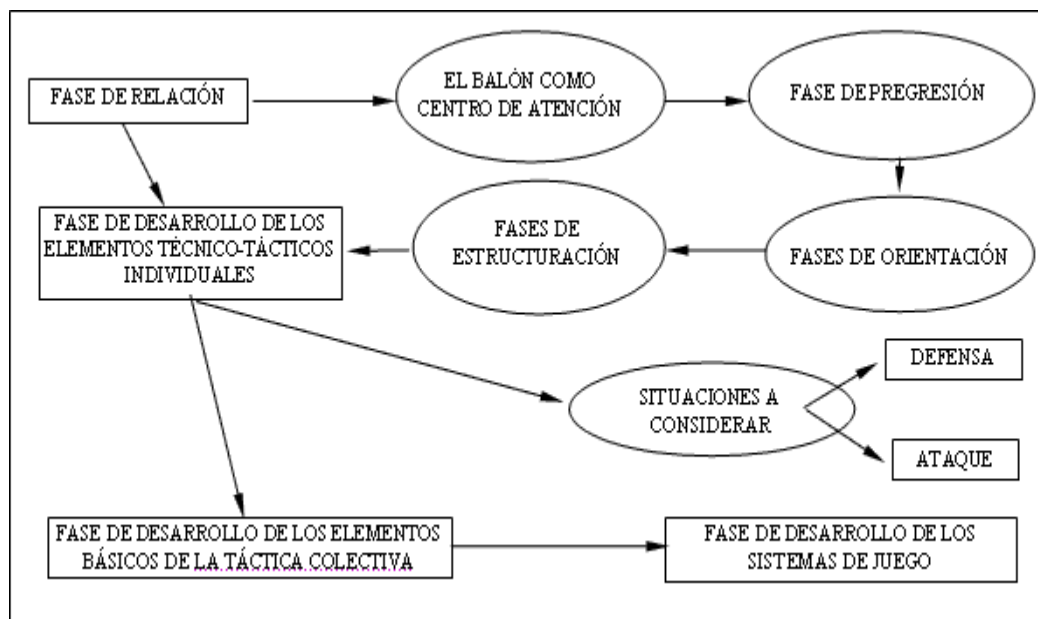 FASE DE RELACIÓN
EL BALÓN COMO
CENTRO DE ATENCIÓN
FASE DE PREGRESIÓN
FASE DE DESARROLLO DE LOS
ELEMENTOS TÉCNICO-TÁCTICOS
INDIVIDUALES
FASES DE
ESTRUCTURACIÓN
FASES DE ORIENTACIÓN
SITUACIONES A
CONSIDERAR
DEFENSA
ATAQUE
FASE DE DESARROLLO DE LOS ELEMENTOS
BÁSICOS DE LA TÁCTICA COLECTIVA
FASE DE DESARROLLO DE LOS
SISTEMAS DE JUEGO